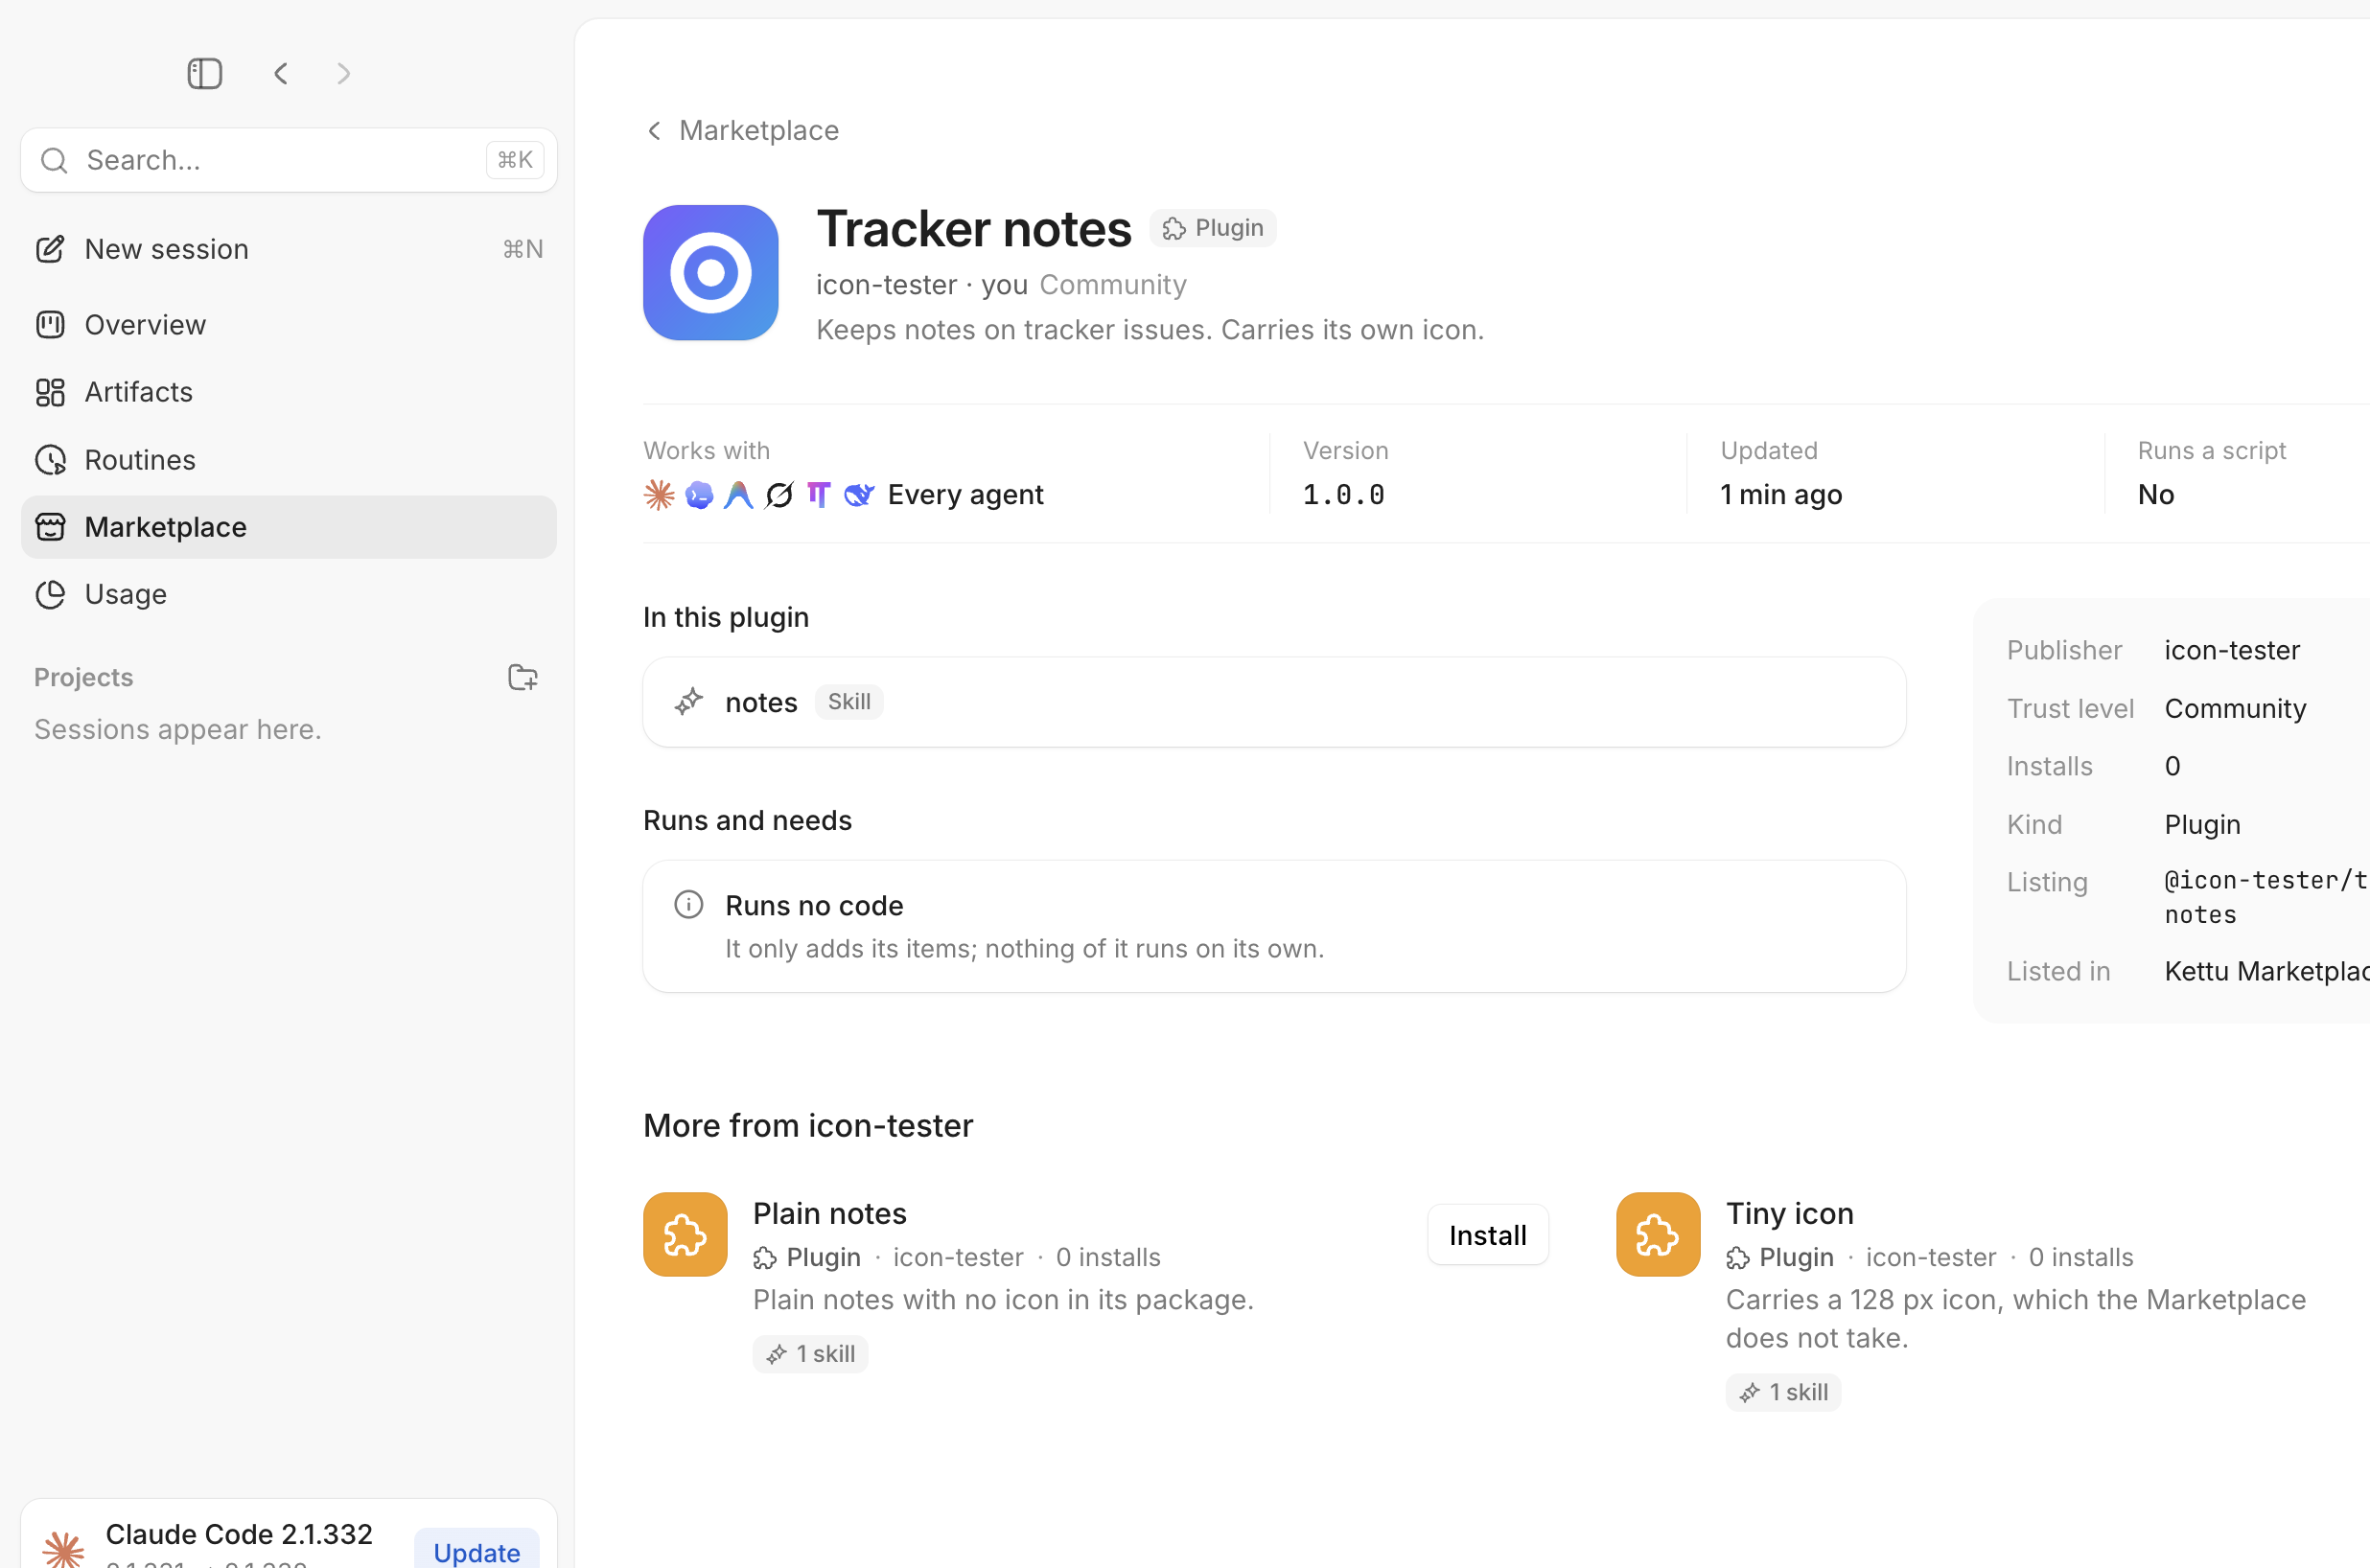 Search...
⌘K
New session
⌘N
Overview
Artifacts
Routines
Marketplace
Usage
Projects
Sessions appear here.
Claude Code 2.1.332
Update
Marketplace
Tracker notes
Plugin
icon-tester · you Community
Keeps notes on tracker issues. Carries its own icon.
Works with
Every agent
Version
1.0.0
Updated
1 min ago
Runs a script
No
In this plugin
notes
Skill
Runs and needs
Runs no code
It only adds its items; nothing of it runs on its own.
Publisher icon-tester
Trust level Community
Installs 0
Kind Plugin
Listing @icon-tester/t
notes
Listed in Kettu Marketplac
More from icon-tester
Plain notes
Plugin · icon-tester · 0 installs
Plain notes with no icon in its package.
1 skill
Install
Tiny icon
Plugin · icon-tester · 0 installs
Carries a 128 px icon, which the Marketplace
does not take.
1 skill